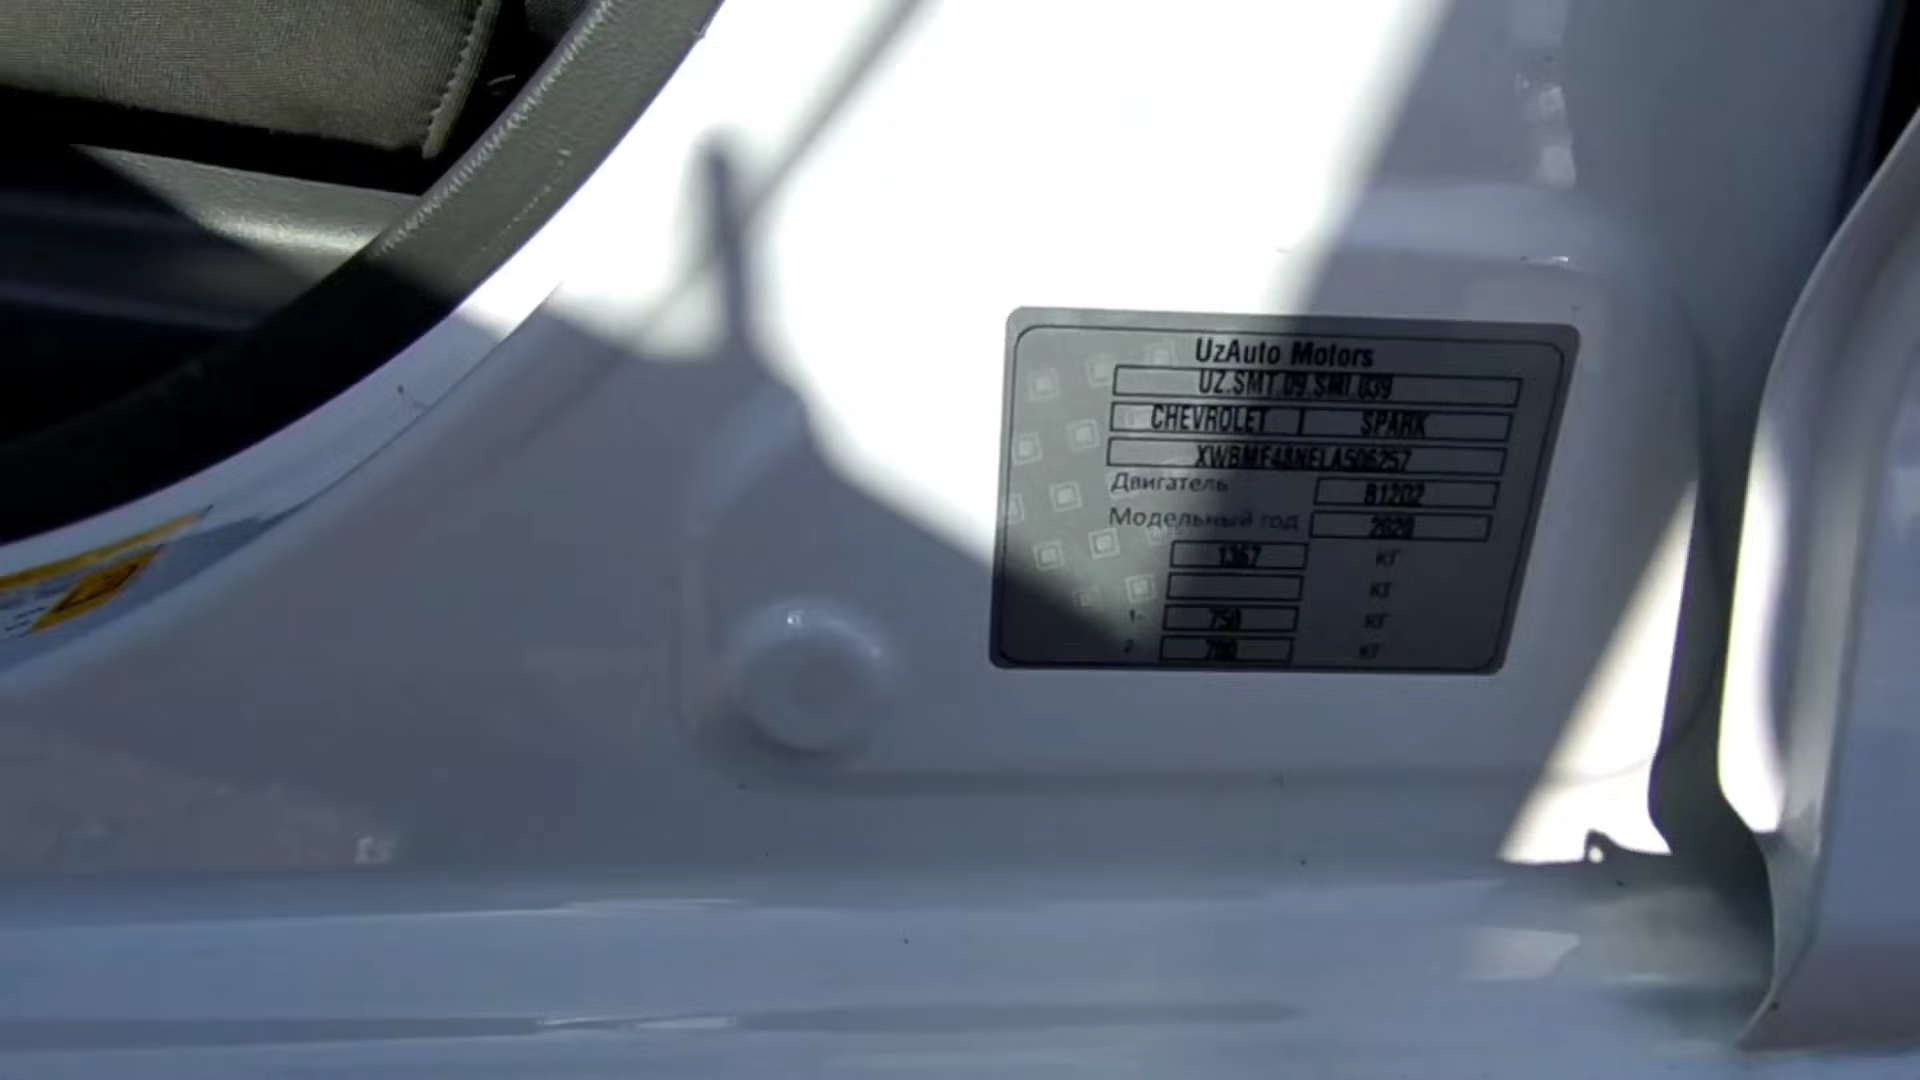 UzAuto Motors
UZ.SMT.09.SMI.039
CHEVROLET SPARK
XWBMF48NELA506257
Двигатель B12D2
Модельный год 2020
1367 КГ
КГ
1- 750 КГ
2 700 КГ